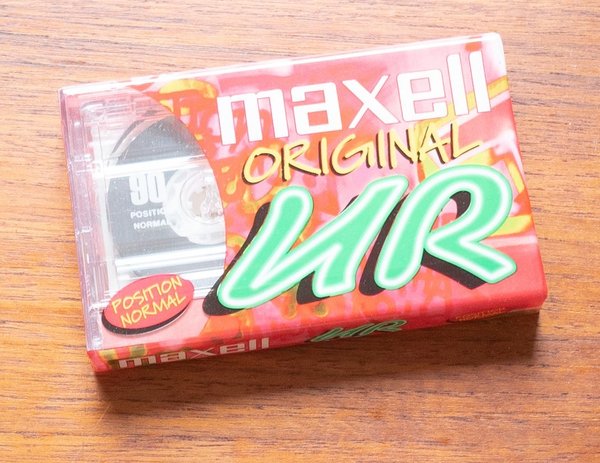 maxell
ORIGINAL
UR
90
POSITION
NORMAL
POSITION
NORMAL
maxell
UR